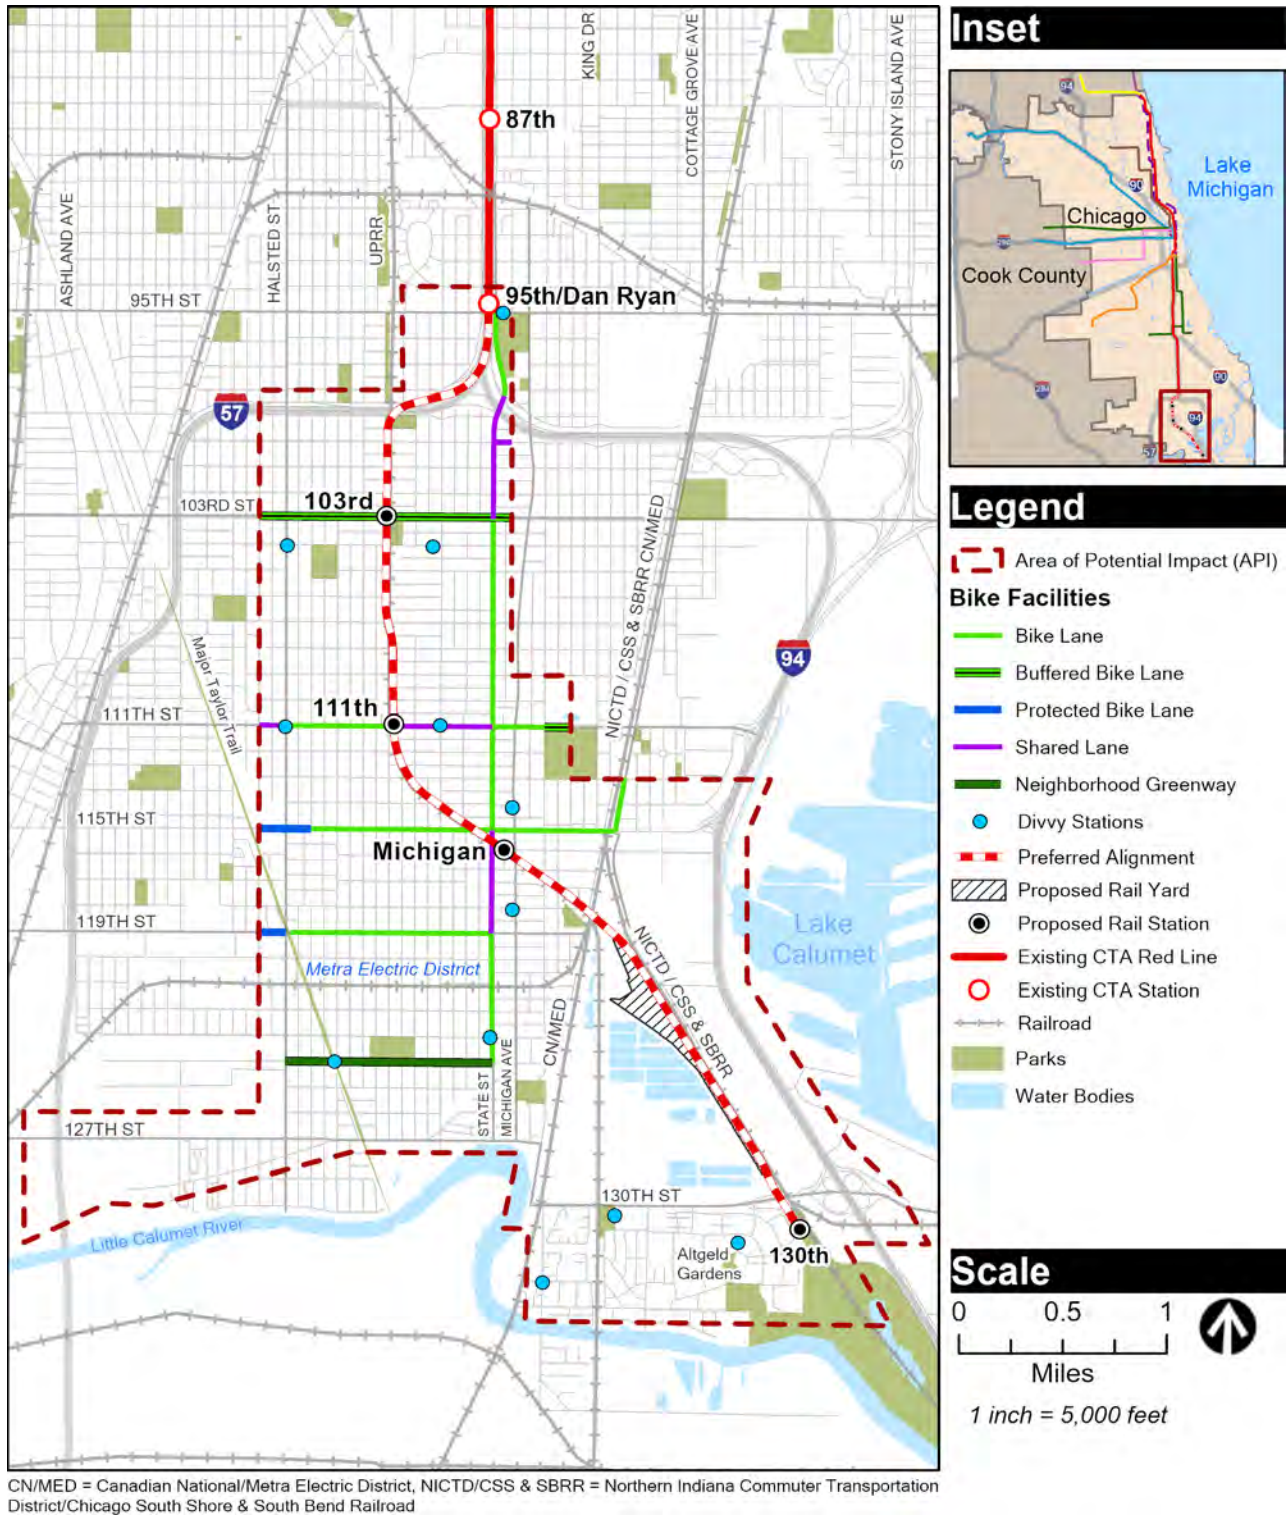 KING DR
COTTAGE GROVE AVE
STONY ISLAND AVE
87th
ASHLAND AVE
HALSTED ST
UPRR
95TH ST
95th/Dan Ryan
57
103RD ST
103rd
NICTD / CSS & SBRR CN/MED
Major Taylor Trail
94
111TH ST
111th
115TH ST
Michigan
119TH ST
Metra Electric District
NICTD / CSS & SBRR
Lake
Calumet
CN/MED
STATE ST
MICHIGAN AVE
127TH ST
130TH ST
Little Calumet River
Altgeld
Gardens
130th
Inset
94
Lake
Michigan
90
Chicago
Cook County
90
94
57
Legend
Area of Potential Impact (API)
Bike Facilities
Bike Lane
Buffered Bike Lane
Protected Bike Lane
Shared Lane
Neighborhood Greenway
Divvy Stations
Preferred Alignment
Proposed Rail Yard
Proposed Rail Station
Existing CTA Red Line
Existing CTA Station
Railroad
Parks
Water Bodies
Scale
0 0.5 1
Miles
1 inch = 5,000 feet
CN/MED = Canadian National/Metra Electric District, NICTD/CSS & SBRR = Northern Indiana Commuter Transportation
District/Chicago South Shore & South Bend Railroad